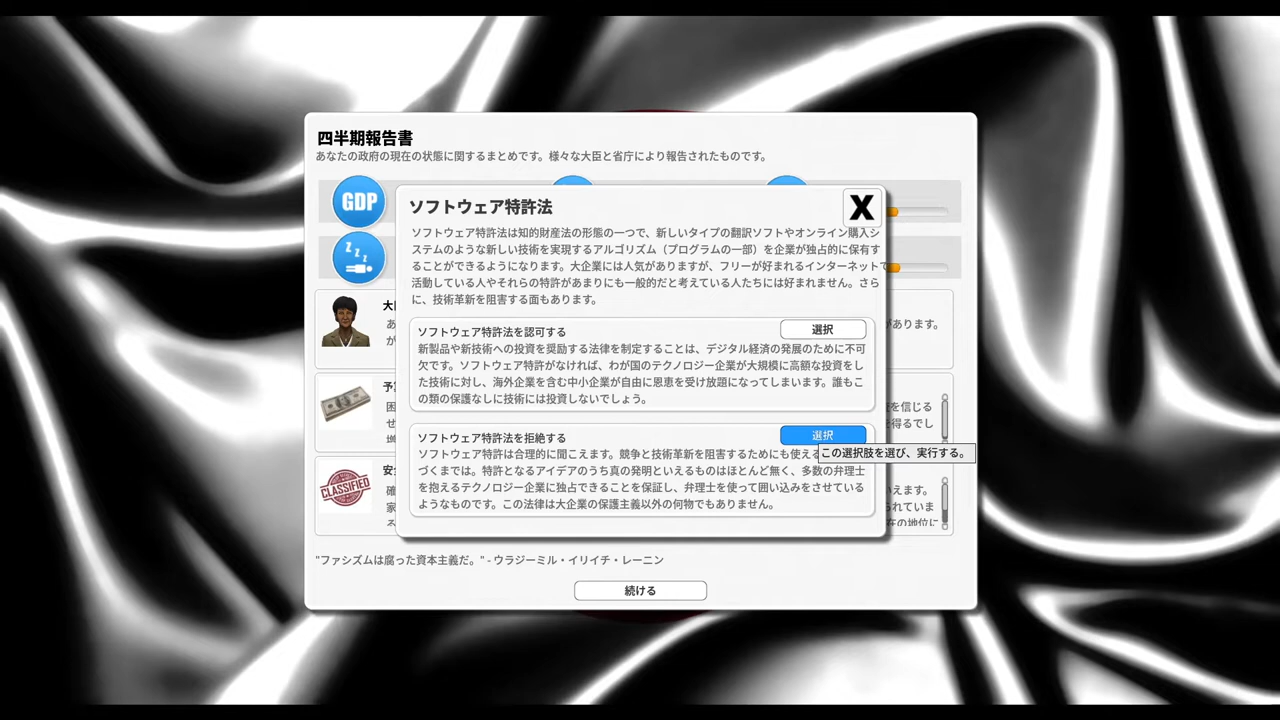 四半期報告書
あなたの政府の現在の状態に関するまとめです。様々な大臣と省庁により報告されたものです。
GDP
ソフトウェア特許法
X
ソフトウェア特許法は知的財産法の形態の一つで、新しいタイプの翻訳ソフトやオンライン購入シ
ステムのような新しい技術を実現するアルゴリズム（プログラムの一部）を企業が独占的に保有す
ることができるようになります。大企業には人気がありますが、フリーが好まれるインターネットで
活動している人やそれらの特許があまりにも一般的だと考えている人たちには好まれません。さら
に、技術革新を阻害する面もあります。
ソフトウェア特許法を認可する
選択
新製品や新技術への投資を奨励する法律を制定することは、デジタル経済の発展のために不可
欠です。ソフトウェア特許がなければ、わが国のテクノロジー企業が大規模に高額な投資をし
た技術に対し、海外企業を含む中小企業が自由に恩恵を受け放題になってしまいます。誰もこ
の類の保護なしに技術には投資しないでしょう。
ソフトウェア特許法を拒絶する
選択
ソフトウェア特許は合理的に聞こえます。競争と技術革新を阻害するためにも使える
この選択肢を選び、実行する。
づくまでは。特許となるアイデアのうち真の発明といえるものはほとんど無く、多数の弁理士
を抱えるテクノロジー企業に独占できることを保証し、弁理士を使って囲い込みをさせている
ようなものです。この法律は大企業の保護主義以外の何物でもありません。
大
あ
が
があります。
予
困
せ
を信じる
得るでし
CLASSIFIED
安
確
家
いえます。
られていま
在の地位に
"ファシズムは腐った資本主義だ。" - ウラジーミル・イリイチ・レーニン
続ける